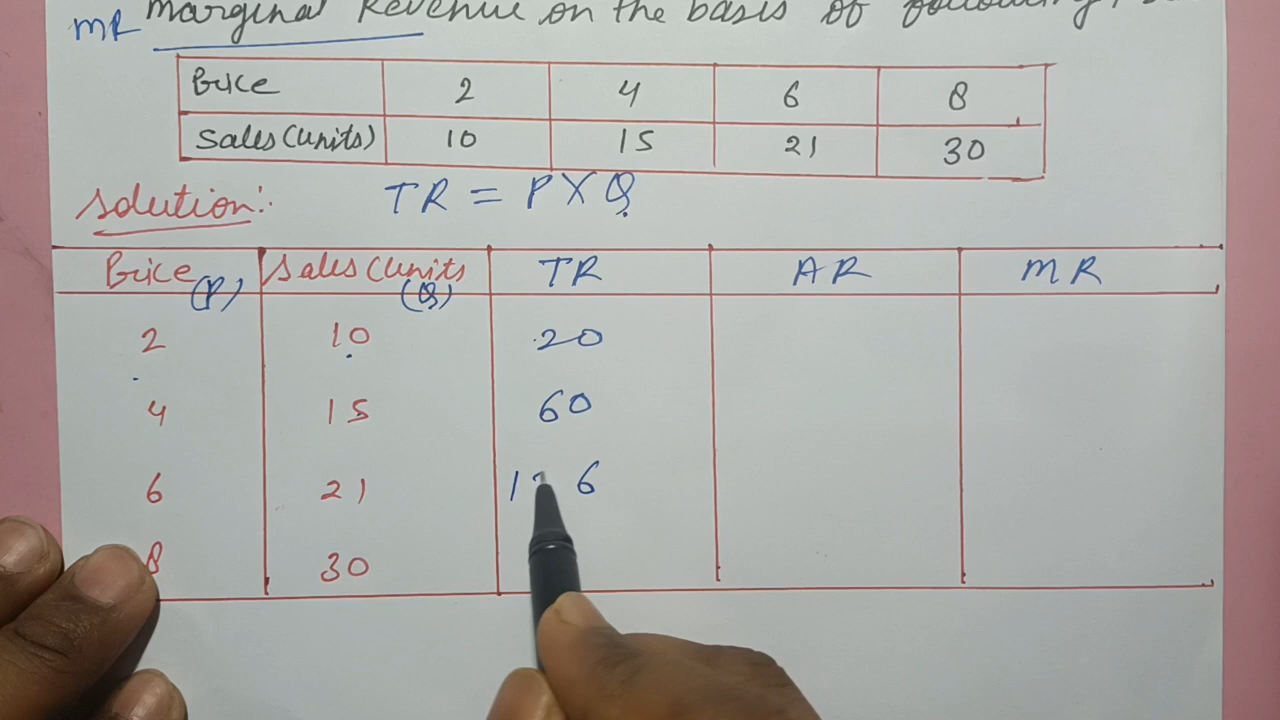 MR Marginal Revenue on the basis of following
Price 2 4 6 8
Sales (Units) 10 15 21 30
Solution:- TR = P X Q
Price (P) Sales (Units (Q) TR AR MR
2 10 20
4 15 60
6 21 6
8 30